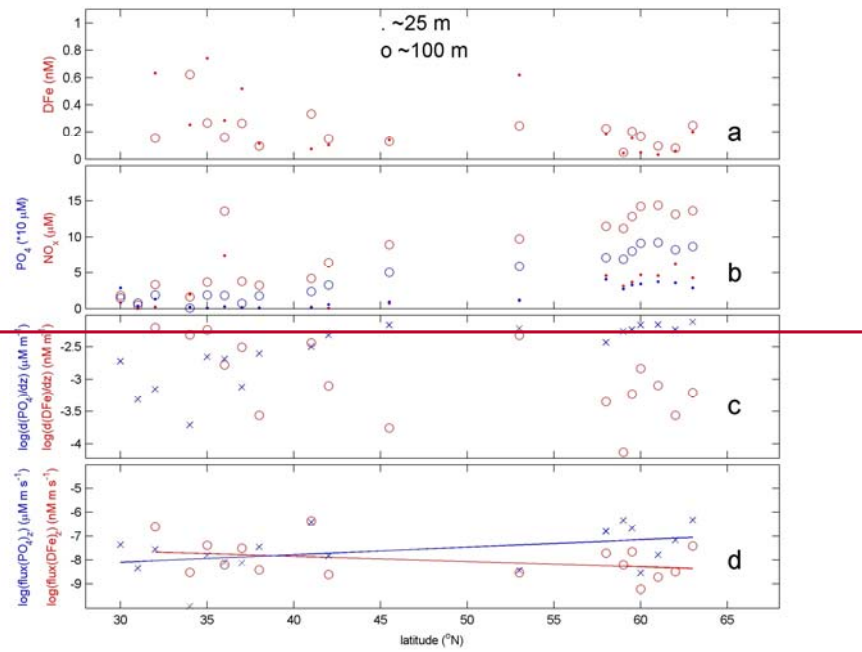 . ~25 m
o ~100 m
1
0.8
0.6
0.4
0.2
0
DFe (nM)
a
15
10
5
0
PO4 (*10 μM)
NOx (μM)
b
-2.5
-3
-3.5
-4
log(d(PO4)/dz) (μM m-1)
log(d(DFe)/dz) (nM m-1)
c
-5
-6
-7
-8
-9
log(flux(PO4)z) (μM m s-1)
log(flux(DFe)z) (nM m s-1)
d
30 35 40 45 50 55 60 65
latitude (oN)